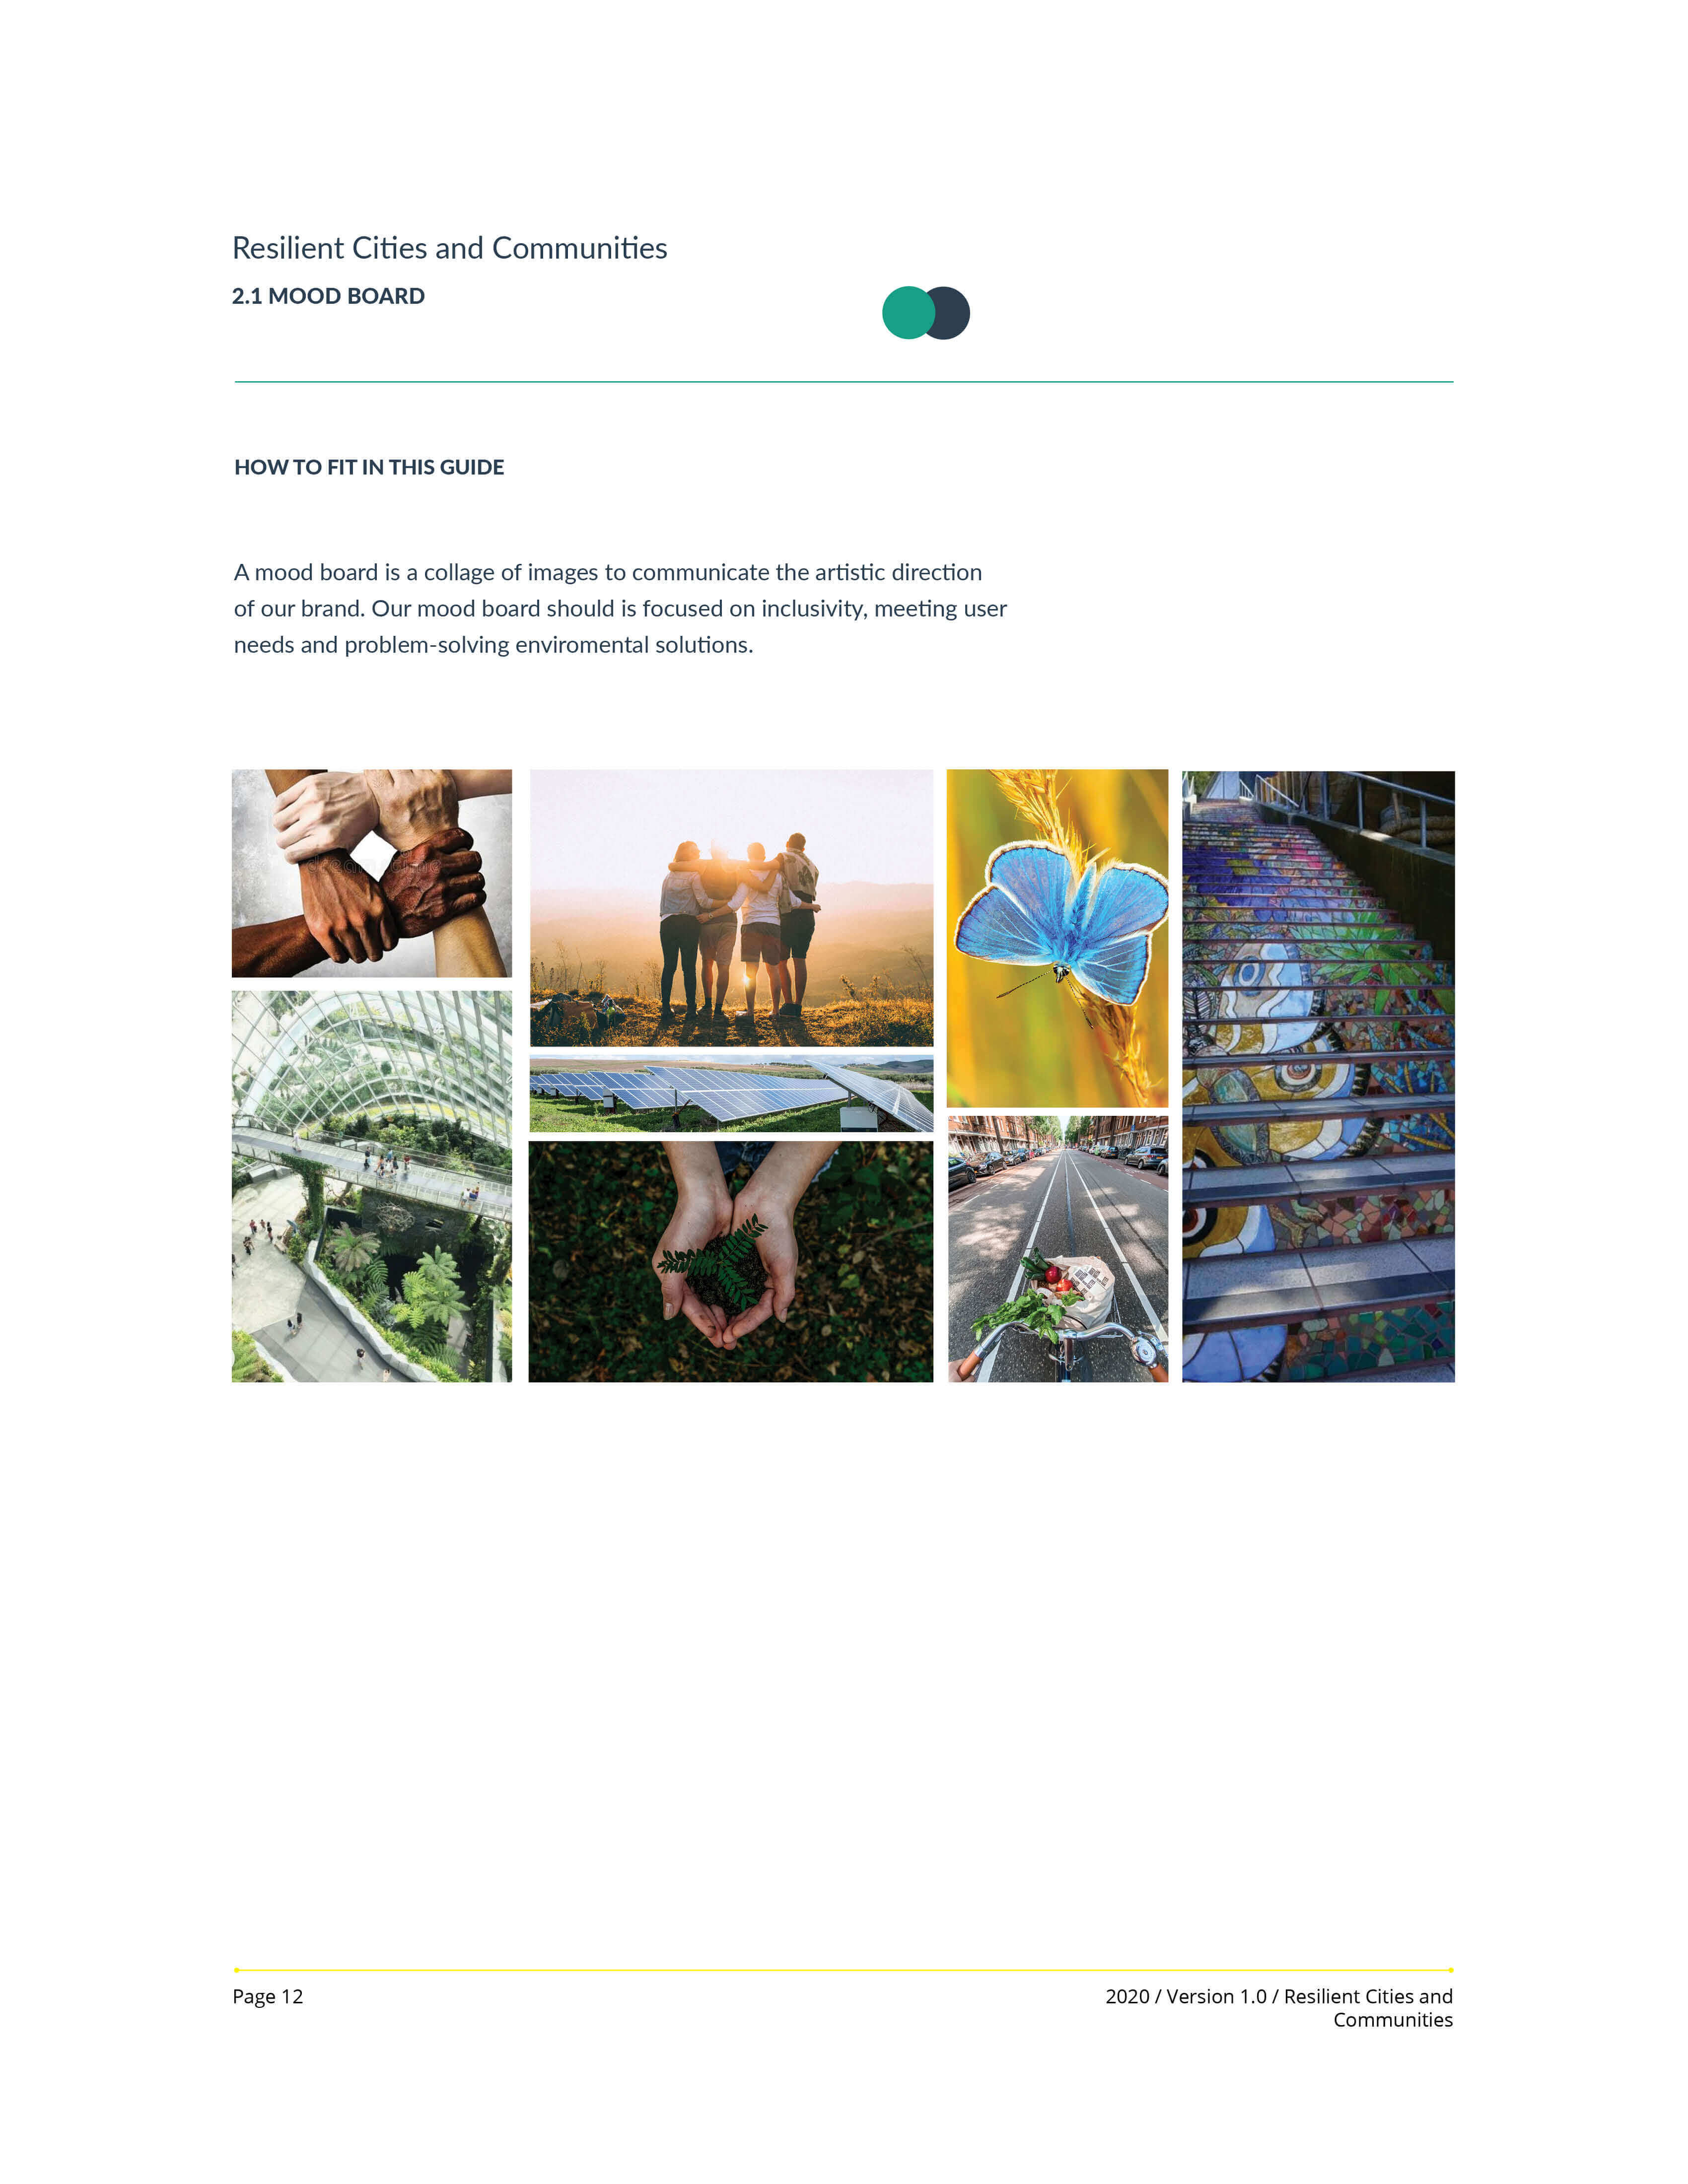 Resilient Cities and Communities
2.1 MOOD BOARD
HOW TO FIT IN THIS GUIDE
A mood board is a collage of images to communicate the artistic direction
of our brand. Our mood board should is focused on inclusivity, meeting user
needs and problem-solving enviromental solutions.
Page 12
2020 / Version 1.0 / Resilient Cities and
Communities